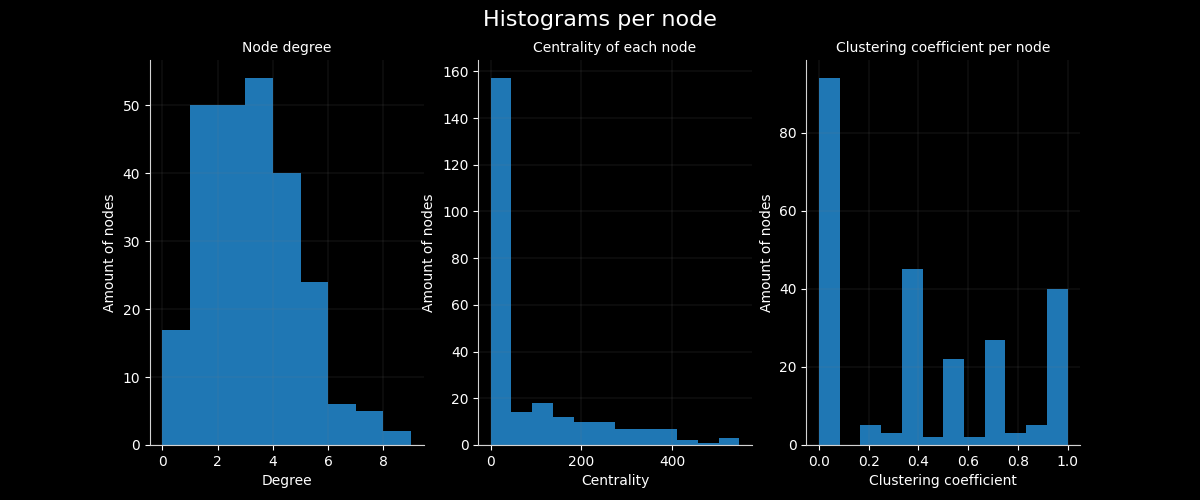 Histograms per node
Node degree
Amount of nodes
50
40
30
20
10
0
0 2 4 6 8
Degree
Centrality of each node
Amount of nodes
160
140
120
100
80
60
40
20
0
0 200 400
Centrality
Clustering coefficient per node
Amount of nodes
80
60
40
20
0
0.0 0.2 0.4 0.6 0.8 1.0
Clustering coefficient